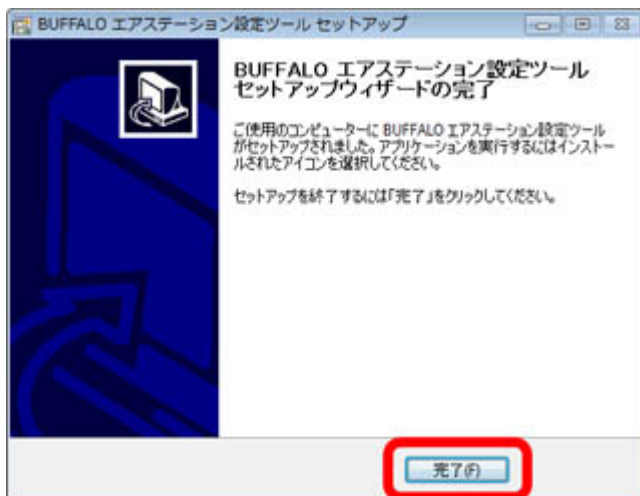 BUFFALO エアステーション設定ツール セットアップ
BUFFALO エアステーション設定ツール
セットアップウィザードの完了
ご使用のコンピューターに BUFFALO エアステーション設定ツール
がセットアップされました。アプリケーションを実行するにはインストー
ルされたアイコンを選択してください。
セットアップを終了するには「完了」をクリックしてください。
完了(F)